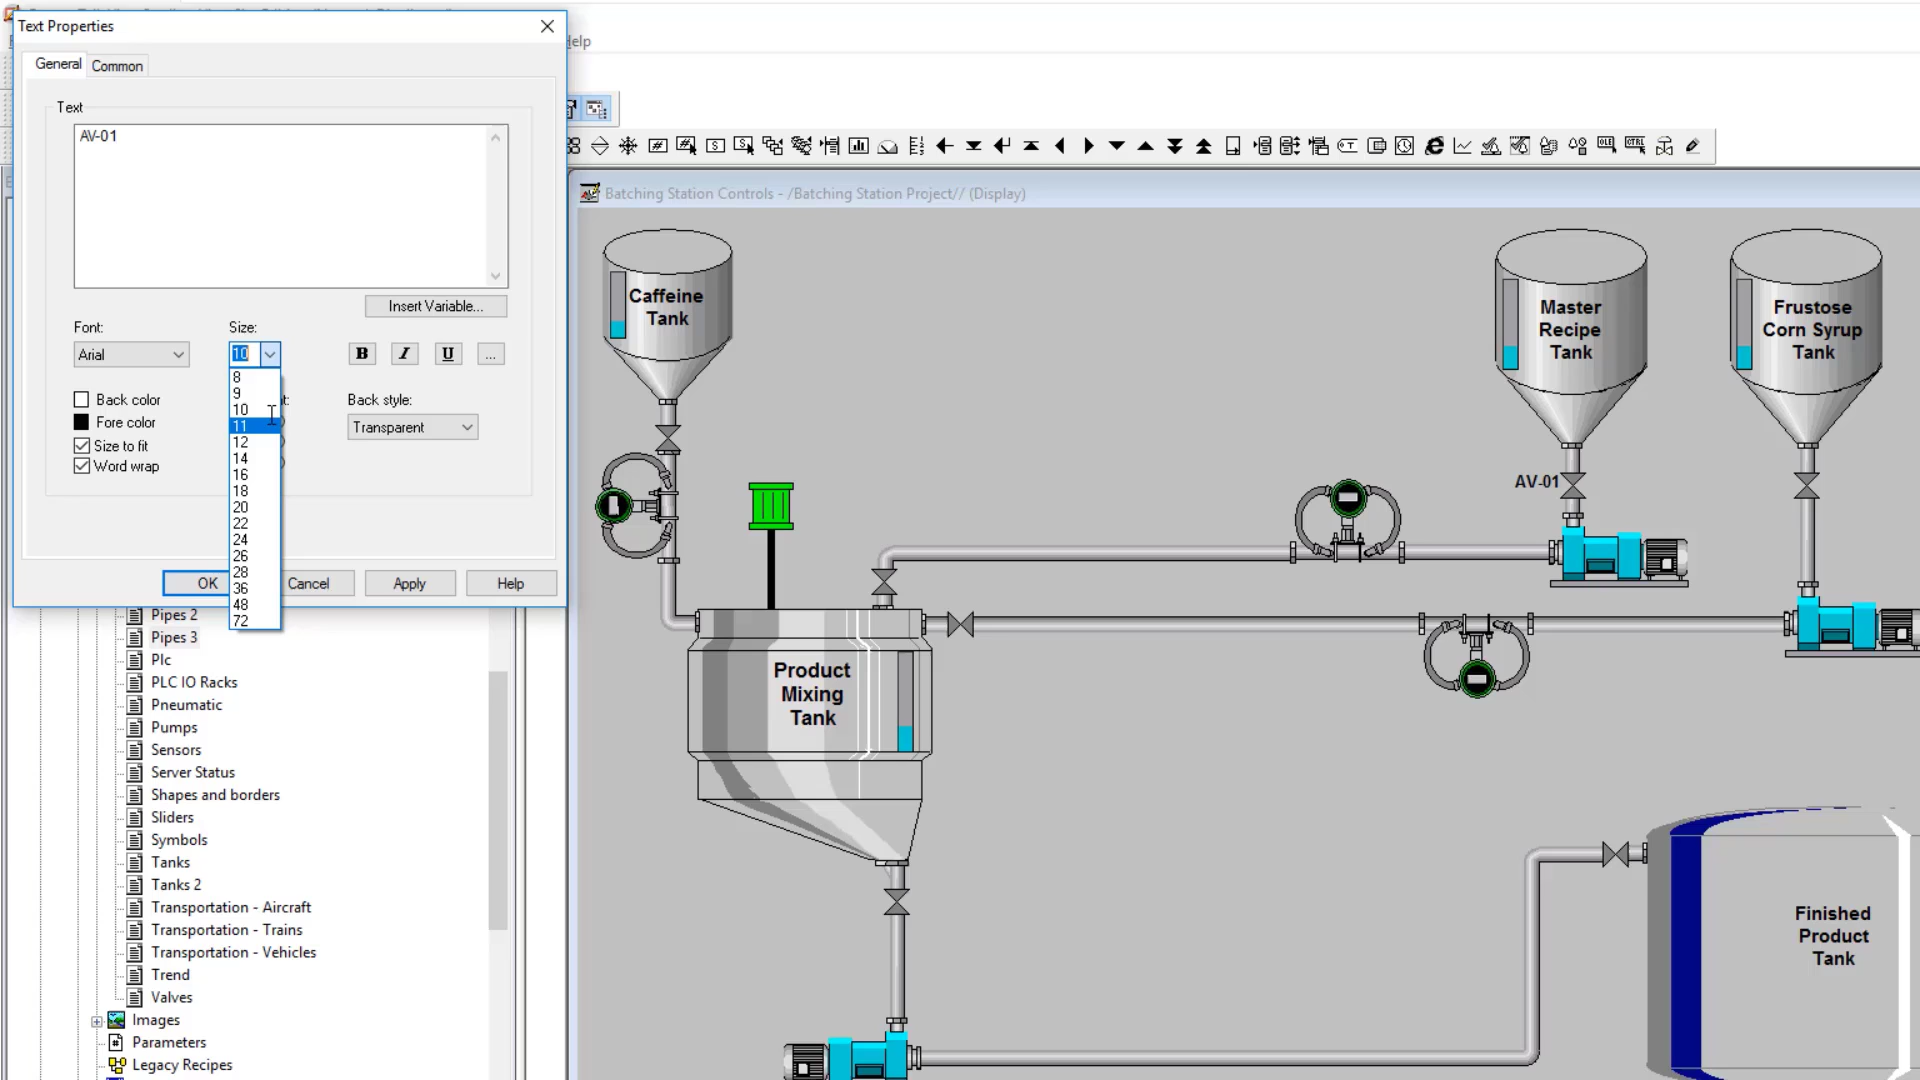 Text Properties
Help
General
Common
Text
AV-01
Insert Variable...
Font:
Size:
Arial
10
B
I
U
...
8
9
10
11
12
14
16
18
20
22
24
26
28
36
48
72
Back color
Fore color
Size to fit
Word wrap
Back style:
Transparent
OK
Cancel
Apply
Help
Pipes 2
Pipes 3
Plc
PLC IO Racks
Pneumatic
Pumps
Sensors
Server Status
Shapes and borders
Sliders
Symbols
Tanks
Tanks 2
Transportation - Aircraft
Transportation - Trains
Transportation - Vehicles
Trend
Valves
Images
Parameters
Legacy Recipes
Batching Station Controls - /Batching Station Project// (Display)
Caffeine
Tank
Master
Recipe
Tank
Frustose
Corn Syrup
Tank
AV-01
Product
Mixing
Tank
Finished
Product
Tank